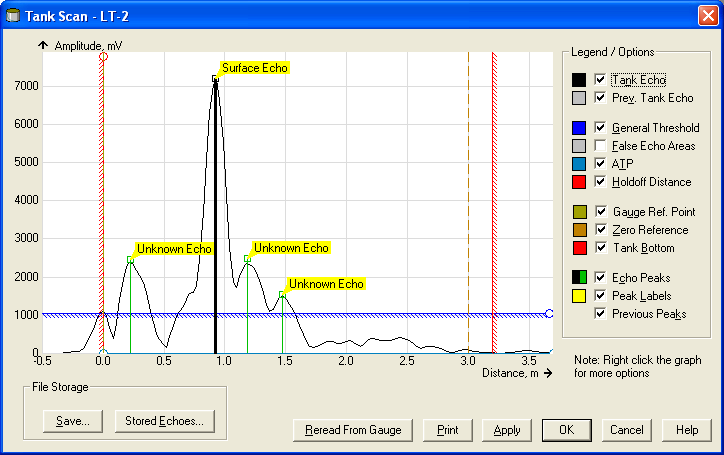 Tank Scan - LT-2
Amplitude, mV
7000
6000
5000
4000
3000
2000
1000
0
-0.5
0.0
0.5
1.0
1.5
2.0
2.5
3.0
3.5
Distance, m
Surface Echo
Unknown Echo
Unknown Echo
Unknown Echo
Legend / Options
Tank Echo
Prev. Tank Echo
General Threshold
False Echo Areas
ATP
Holdoff Distance
Gauge Ref. Point
Zero Reference
Tank Bottom
Echo Peaks
Peak Labels
Previous Peaks
Note: Right click the graph
for more options
File Storage
Save...
Stored Echoes...
Reread From Gauge
Print
Apply
OK
Cancel
Help